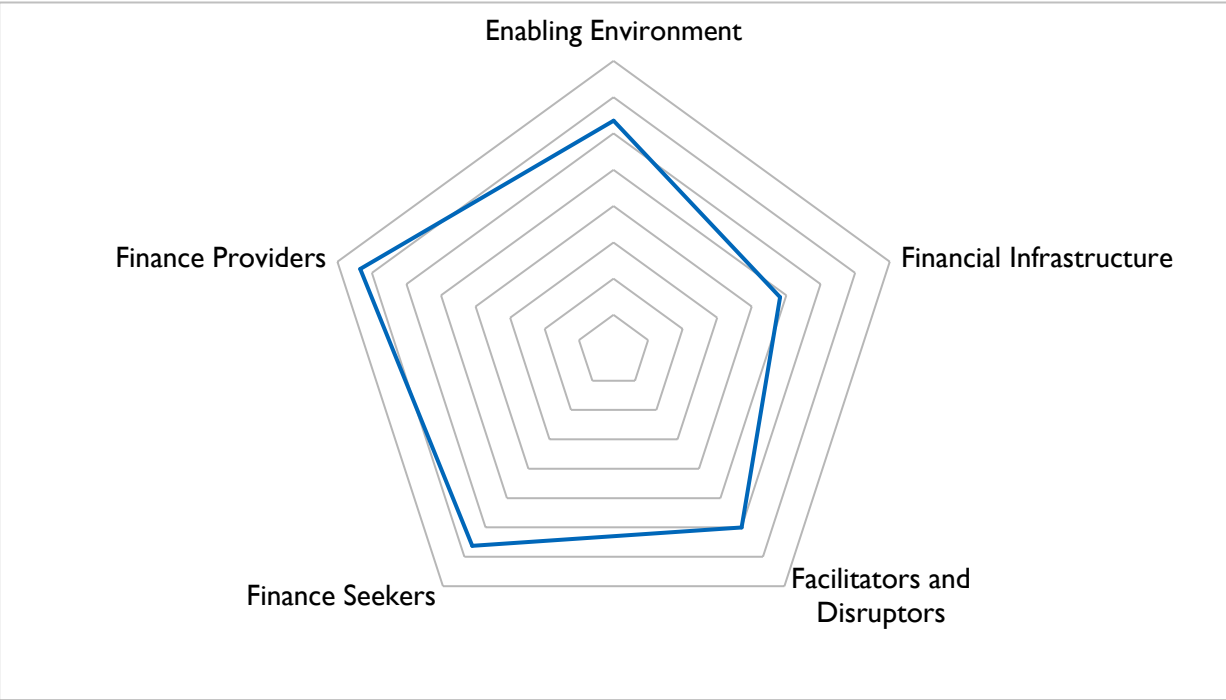 Enabling Environment
Finance Providers
Financial Infrastructure
Finance Seekers
Facilitators and
Disruptors